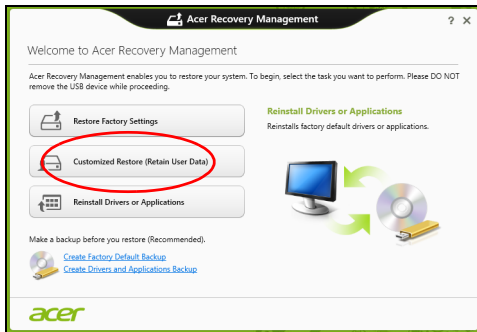 Acer Recovery Management
? ×
Welcome to Acer Recovery Management
Acer Recovery Management enables you to restore your system. To begin, select the task you want to perform. Please DO NOT
remove the USB device while proceeding.
Restore Factory Settings
Customized Restore (Retain User Data)
Reinstall Drivers or Applications
Reinstall Drivers or Applications
Reinstalls factory default drivers or applications.
Make a backup before you restore (Recommended).
Create Factory Default Backup
Create Drivers and Applications Backup
acer